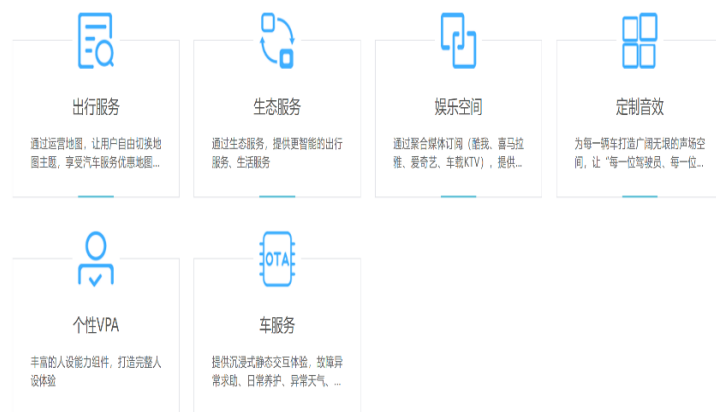 出行服务
通过运营地图，让用户自由切换地
图主题，享受汽车服务优惠地图...
生态服务
通过生态服务，提供更智能的出行
服务、生活服务
娱乐空间
通过聚合媒体订阅（酷我、喜马拉
雅、爱奇艺、车载KTV），提供...
定制音效
为每一辆车打造广阔无垠的声场空
间，让“每一位驾驶员、每一位...
个性VPA
丰富的人设能力组件，打造完整人
设体验
OTA
车服务
提供沉浸式静态交互体验，故障异
常求助、日常养护、异常天气、...